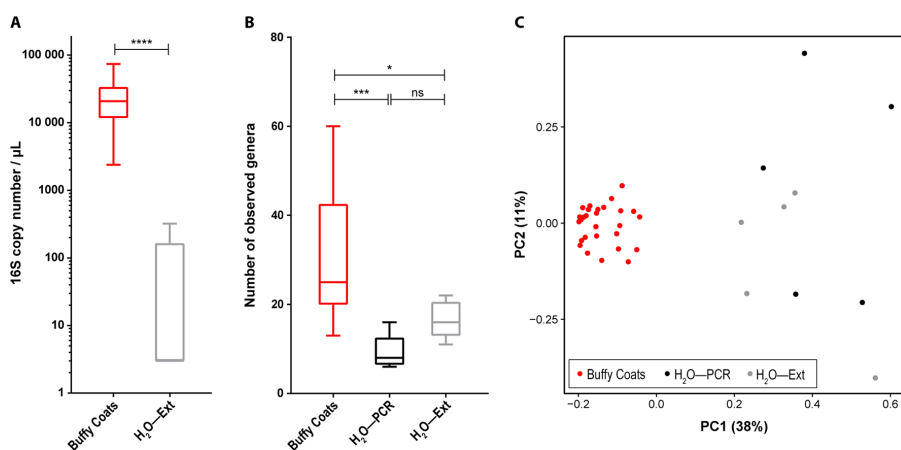 A
16S copy number / µL
100 000
10 000
1000
100
10
1
****
Buffy Coats
H₂O—Ext
B
Number of observed genera
80
60
40
20
0
*
***
ns
Buffy Coats
H₂O—PCR
H₂O—Ext
C
PC2 (11%)
0.25
0.00
−0.25
Buffy Coats H₂O—PCR H₂O—Ext
−0.2 0.0 0.2 0.4 0.6
PC1 (38%)